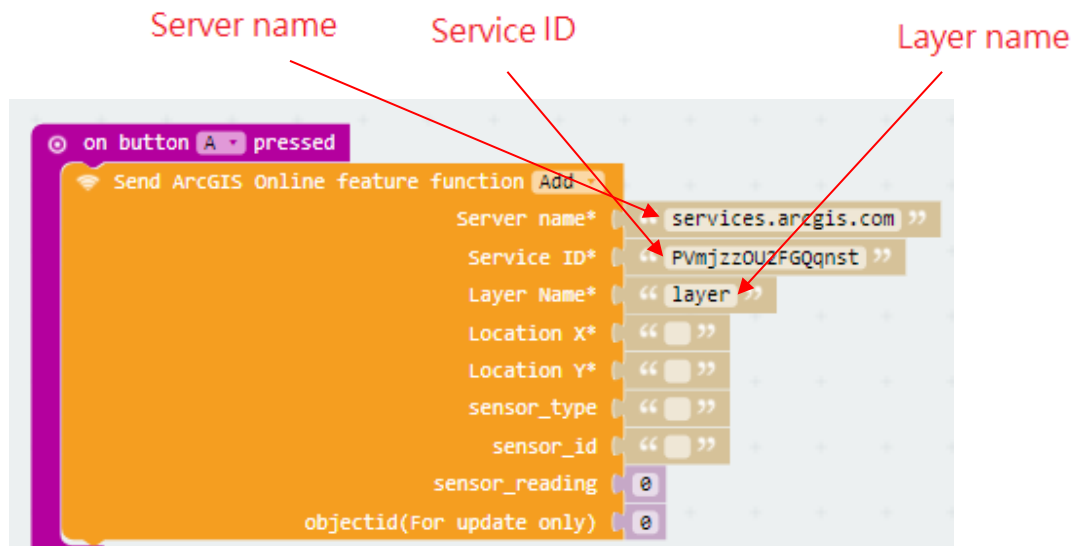 Server name Service ID Layer name
on button A pressed
Send ArcGIS Online feature function Add
Server name* “ services.arcgis.com ”
Service ID* “ PVmjzzOU2FGQqnst ”
Layer Name* “ layer ”
Location X* “ ”
Location Y* “ ”
sensor_type “ ”
sensor_id “ ”
sensor_reading 0
objectid(For update only) 0